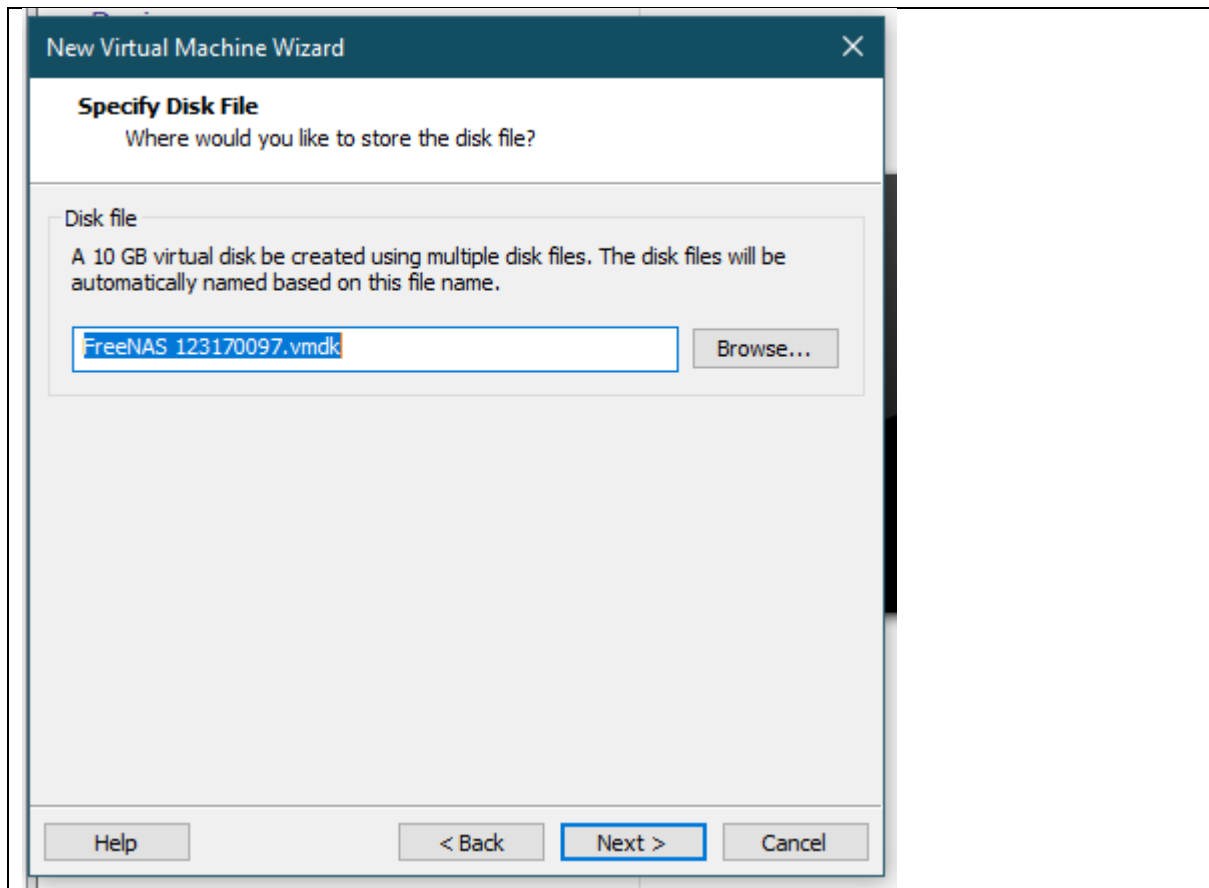 New Virtual Machine Wizard
Specify Disk File
Where would you like to store the disk file?
Disk file
A 10 GB virtual disk be created using multiple disk files. The disk files will be
automatically named based on this file name.
FreeNAS 123170097.vmdk
Browse...
Help
< Back
Next >
Cancel